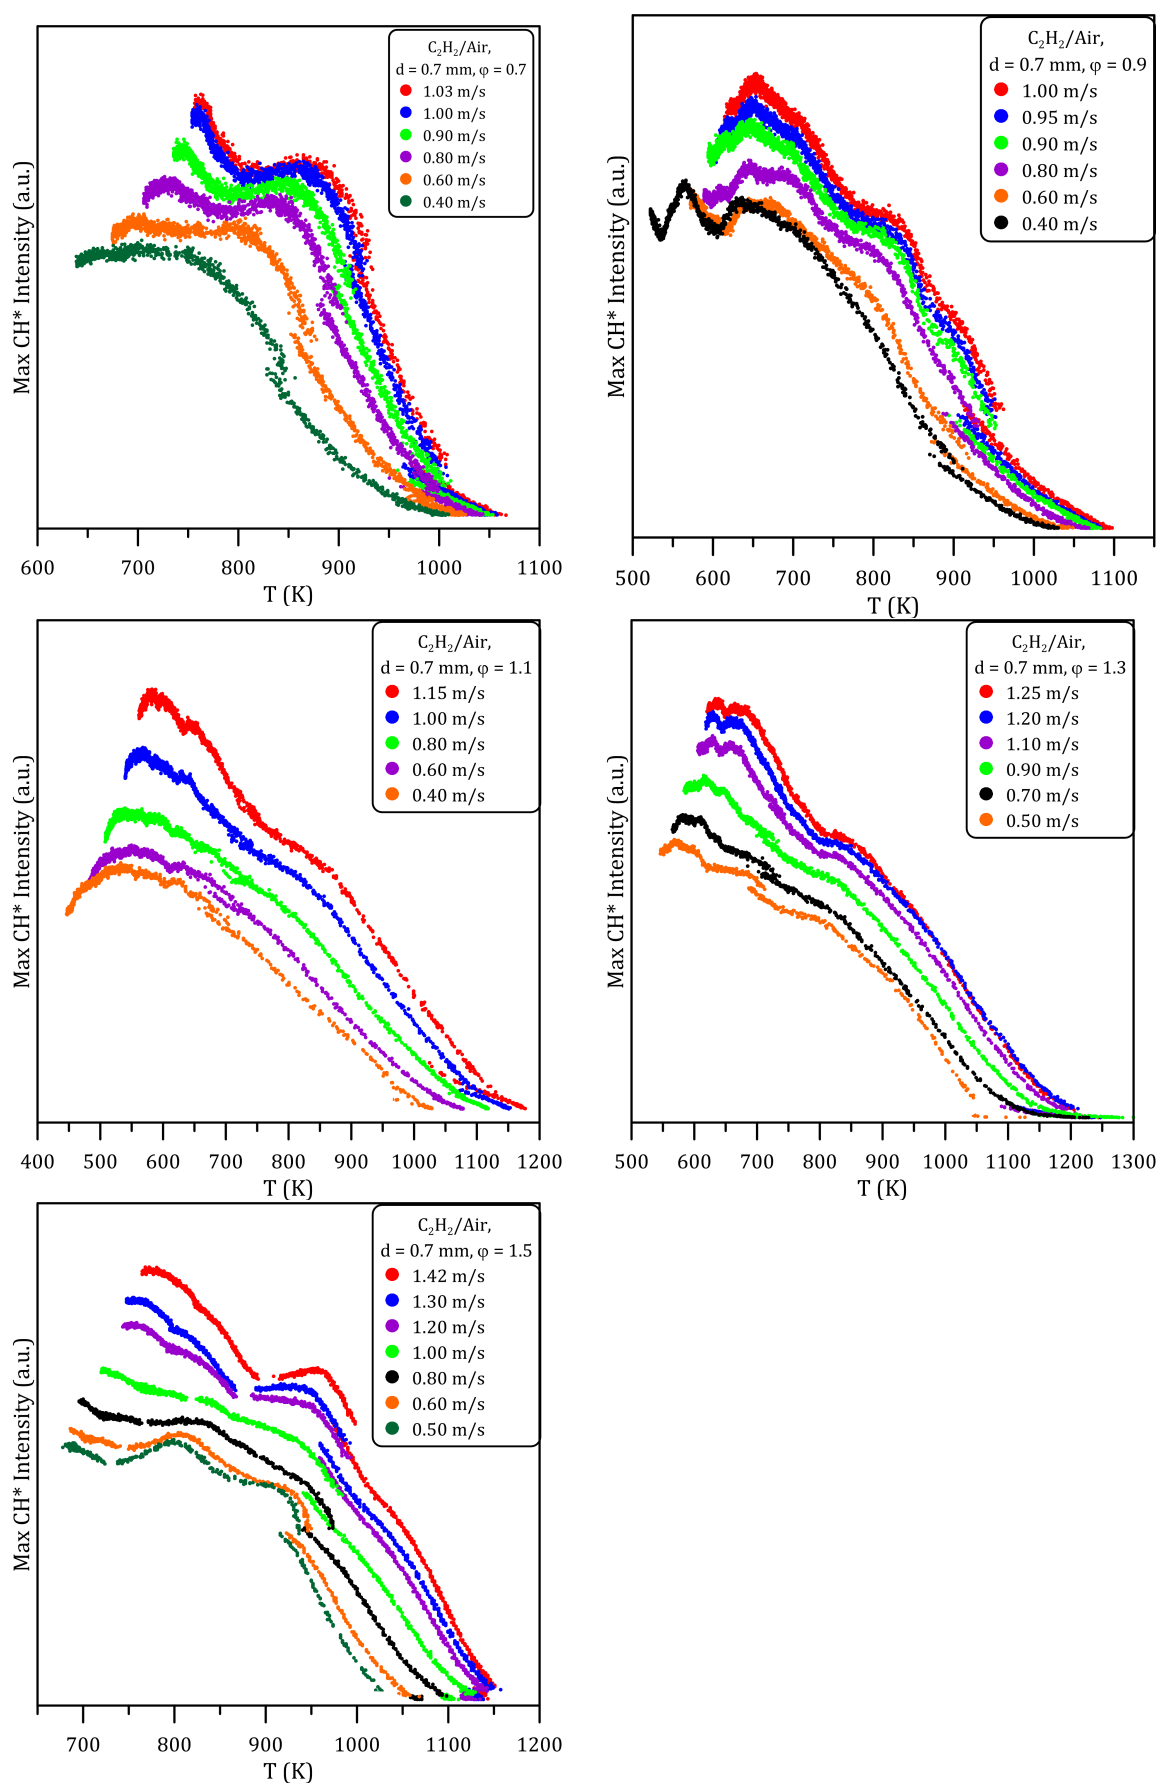 C₂H₂/Air,
d = 0.7 mm, φ = 0.7
1.03 m/s
1.00 m/s
0.90 m/s
0.80 m/s
0.60 m/s
0.40 m/s
Max CH* Intensity (a.u.)
600 700 800 900 1000 1100
T (K)
C₂H₂/Air,
d = 0.7 mm, φ = 0.9
1.00 m/s
0.95 m/s
0.90 m/s
0.80 m/s
0.60 m/s
0.40 m/s
Max CH* Intensity (a.u.)
500 600 700 800 900 1000 1100
T (K)
C₂H₂/Air,
d = 0.7 mm, φ = 1.1
1.15 m/s
1.00 m/s
0.80 m/s
0.60 m/s
0.40 m/s
Max CH* Intensity (a.u.)
400 500 600 700 800 900 1000 1100 1200
T (K)
C₂H₂/Air,
d = 0.7 mm, φ = 1.3
1.25 m/s
1.20 m/s
1.10 m/s
0.90 m/s
0.70 m/s
0.50 m/s
Max CH* Intensity (a.u.)
500 600 700 800 900 1000 1100 1300
T (K)
C₂H₂/Air,
d = 0.7 mm, φ = 1.5
1.42 m/s
1.30 m/s
1.20 m/s
1.00 m/s
0.80 m/s
0.60 m/s
0.50 m/s
Max CH* Intensity (a.u.)
700 800 900 1000 1100 1200
T (K)